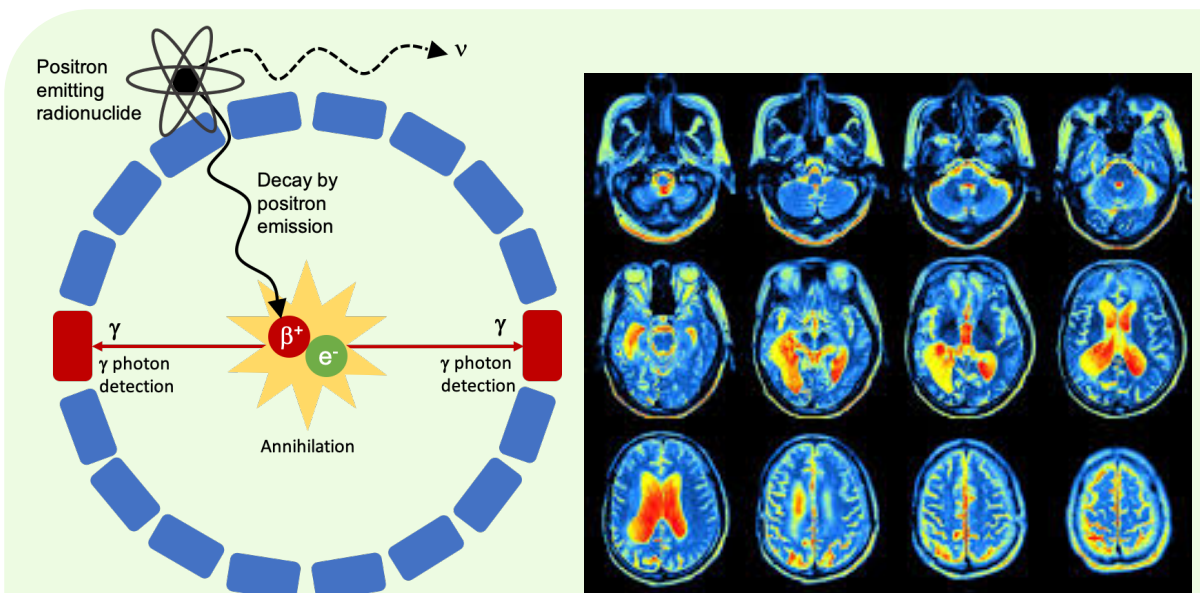 ν
Positron
emitting
radionuclide
Decay by
positron
emission
γ
γ
β+
e-
γ photon
detection
γ photon
detection
Annihilation